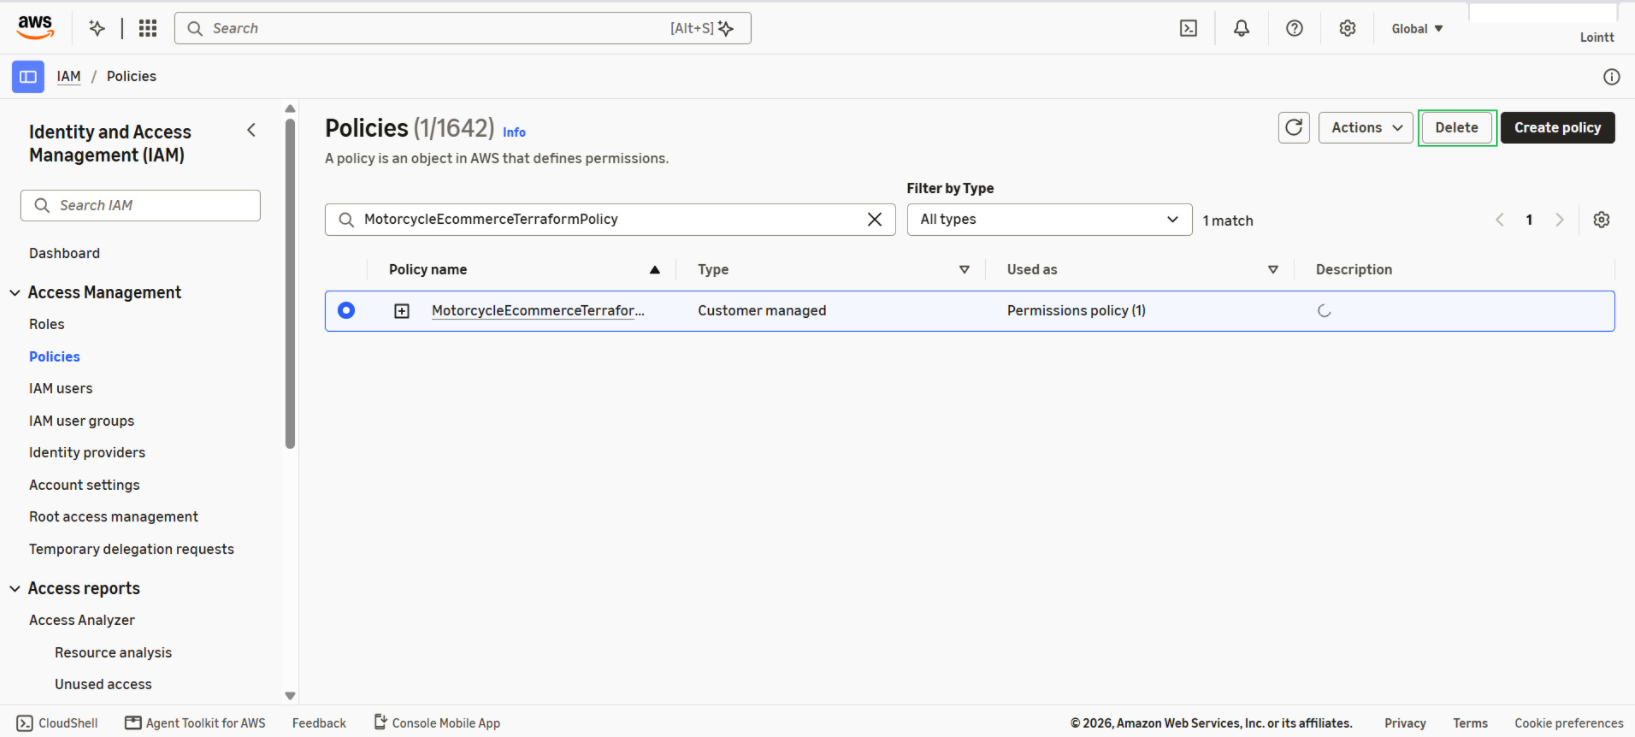 aws
Search [Alt+S]
Global
Lointt
IAM / Policies
Identity and Access
Management (IAM)
Search IAM
Dashboard
Access Management
Roles
Policies
IAM users
IAM user groups
Identity providers
Account settings
Root access management
Temporary delegation requests
Access reports
Access Analyzer
Resource analysis
Unused access
Policies (1/1642) Info
Actions Delete Create policy
A policy is an object in AWS that defines permissions.
Filter by Type
MotorcycleEcommerceTerraformPolicy All types 1 match 1
Policy name Type Used as Description
MotorcycleEcommerceTerrafor... Customer managed Permissions policy (1)
CloudShell Agent Toolkit for AWS Feedback Console Mobile App © 2026, Amazon Web Services, Inc. or its affiliates. Privacy Terms Cookie preferences